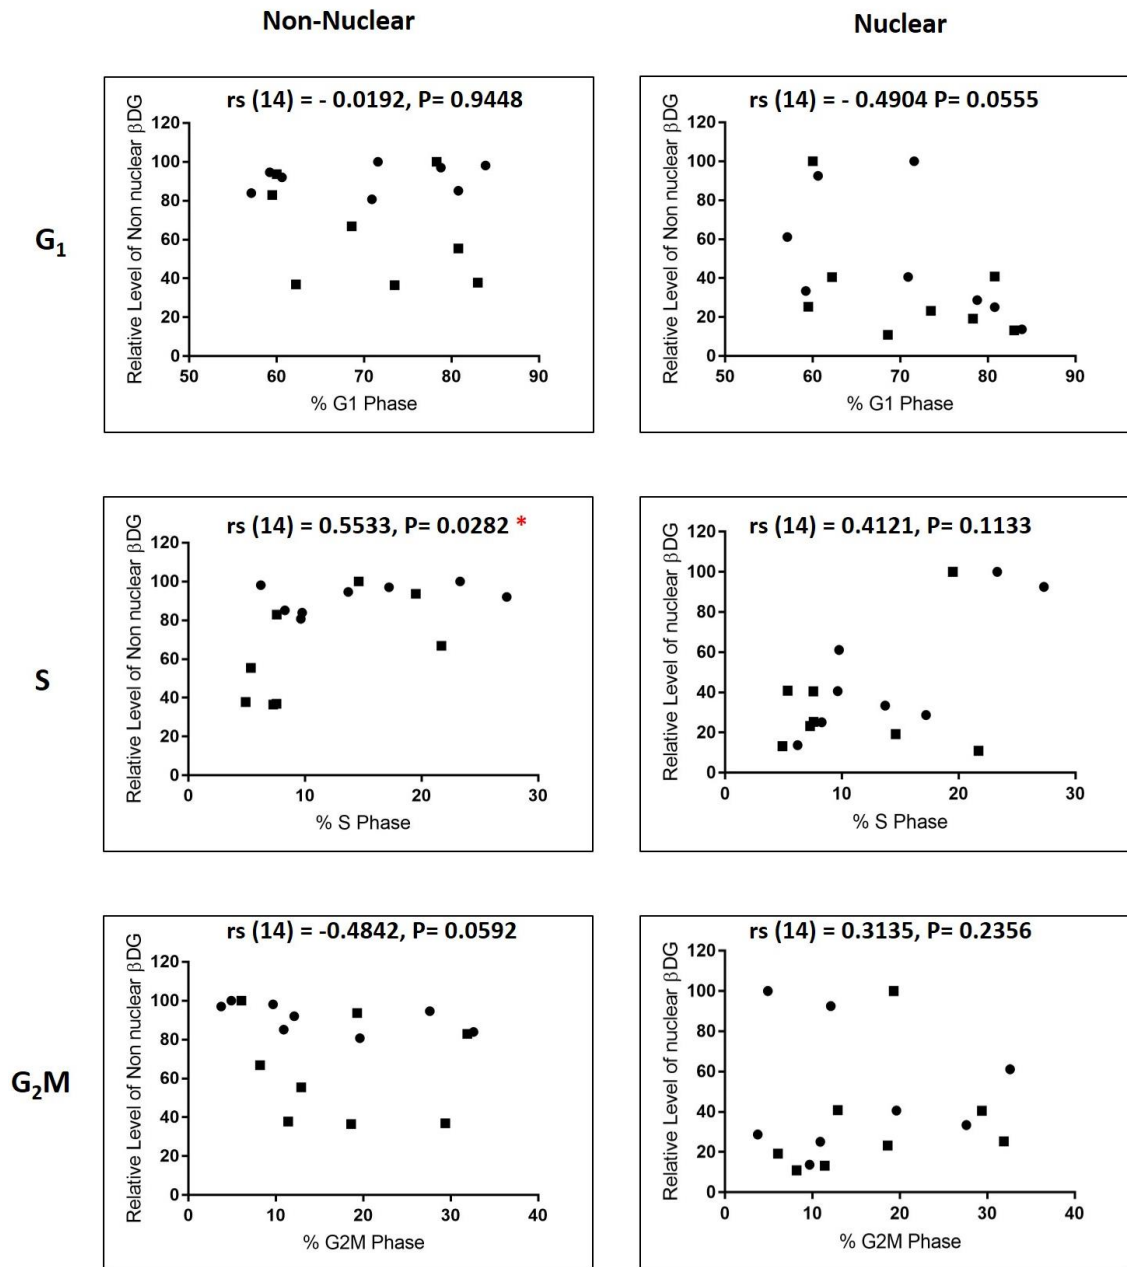 Non-Nuclear
Nuclear
G₁
rs (14) = - 0.0192, P= 0.9448
Relative Level of Non nuclear βDG
120
100
80
60
40
20
0
50 60 70 80 90
% G1 Phase
rs (14) = - 0.4904 P= 0.0555
Relative Level of Non nuclear βDG
120
100
80
60
40
20
0
50 60 70 80 90
% G1 Phase
S
rs (14) = 0.5533, P= 0.0282 *
Relative Level of Non nuclear βDG
120
100
80
60
40
20
0
0 10 20 30
% S Phase
rs (14) = 0.4121, P= 0.1133
Relative Level of nuclear βDG
120
100
80
60
40
20
0
0 10 20 30
% S Phase
G₂M
rs (14) = -0.4842, P= 0.0592
Relative Level of Non nuclear βDG
120
100
80
60
40
20
0
0 10 20 30 40
% G2M Phase
rs (14) = 0.3135, P= 0.2356
Relative Level of nuclear βDG
120
100
80
60
40
20
0
0 10 20 30 40
% G2M Phase